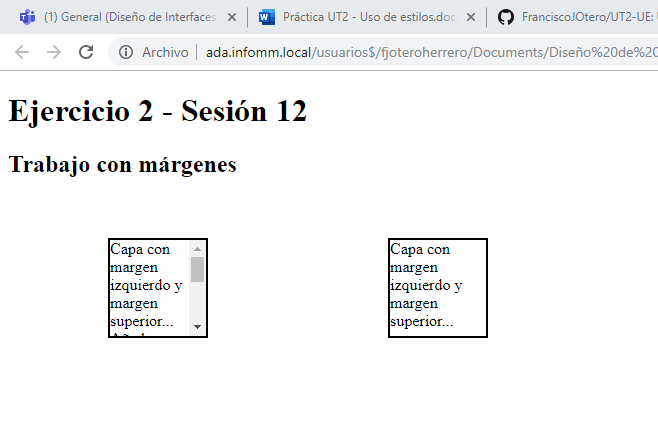 (1) General (Diseño de Interfaces
Práctica UT2 - Uso de estilos.doc
FranciscoJOtero/UT2-UE:
Archivo
ada.infomm.local/usuarios$/fjoteroherrero/Documents/Diseño%20de%20
Ejercicio 2 - Sesión 12
Trabajo con márgenes
Capa con
margen
izquierdo y
margen
superior...
Capa con
margen
izquierdo y
margen
superior...